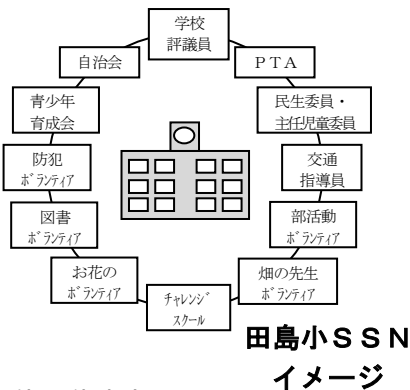 学校
評議員
自治会
ＰＴＡ
青少年
育成会
民生委員・
主任児童委員
防犯
ﾎﾞﾗﾝﾃｨｱ
交通
指導員
図書
ﾎﾞﾗﾝﾃｨｱ
部活動
ﾎﾞﾗﾝﾃｨｱ
お花の
ﾎﾞﾗﾝﾃｨｱ
畑の先生
ﾎﾞﾗﾝﾃｨｱ
ﾁｬﾚﾝｼﾞ
ｽｸｰﾙ
田島小ＳＳＮ
イメージ